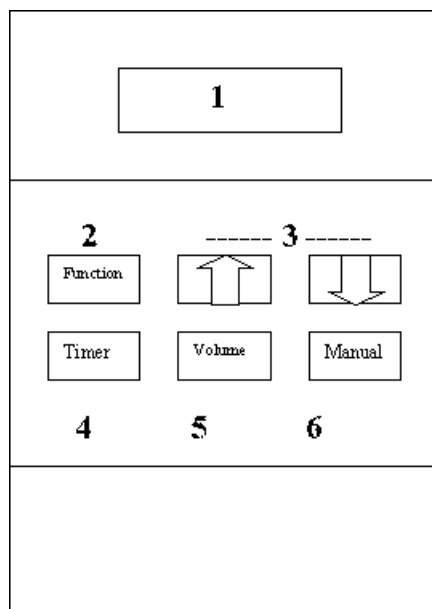 1
2 ------ 3 ------
Function
Timer Volume Manual
4 5 6